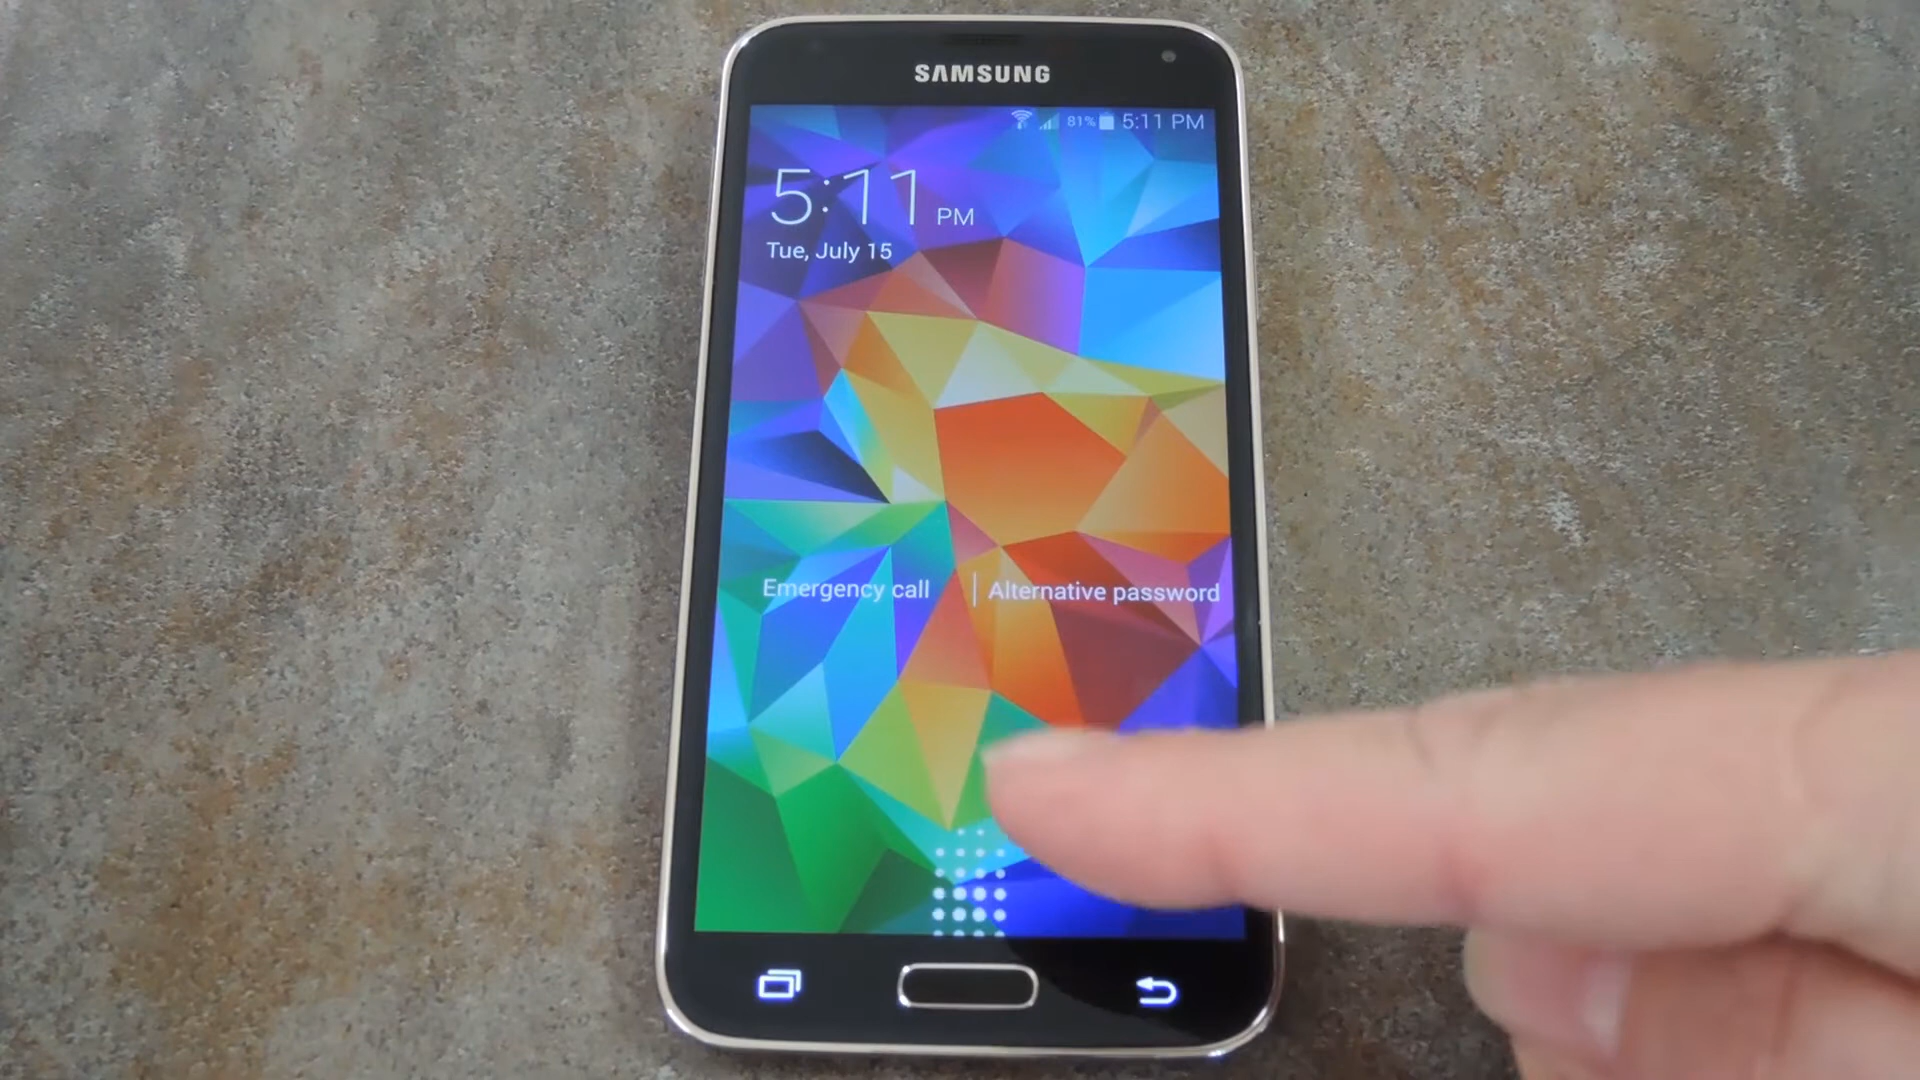 SAMSUNG
81% 5:11 PM
5:11 PM
Tue, July 15
Emergency call | Alternative password